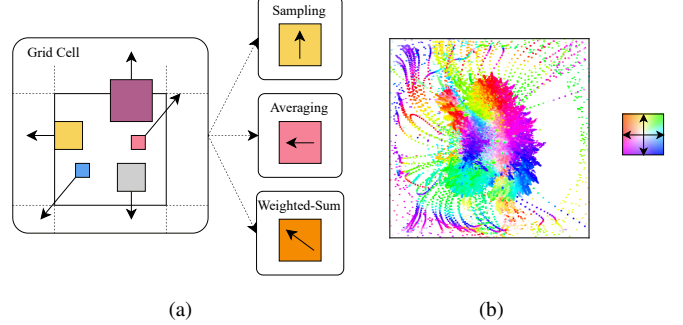 Sampling
Grid Cell
Averaging
Weighted-Sum
(a)
(b)